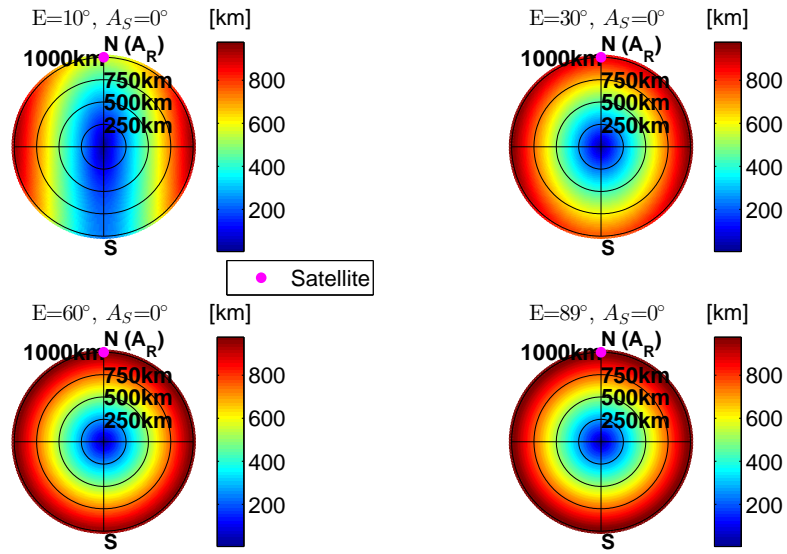 E=10°, A_S=0°
[km]
N (A_R)
1000km
750km
500km
250km
S
800
600
400
200
E=30°, A_S=0°
[km]
N (A_R)
1000km
750km
500km
250km
S
800
600
400
200
Satellite
E=60°, A_S=0°
[km]
N (A_R)
1000km
750km
500km
250km
S
800
600
400
200
E=89°, A_S=0°
[km]
N (A_R)
1000km
750km
500km
250km
S
800
600
400
200